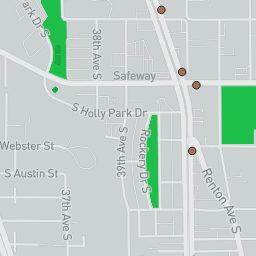 Park Dr S
38th Ave S
Safeway
S Holly Park Dr
39th Ave S
Rockery Dr S
Webster St
S Austin St
37th Ave S
Renton Ave S